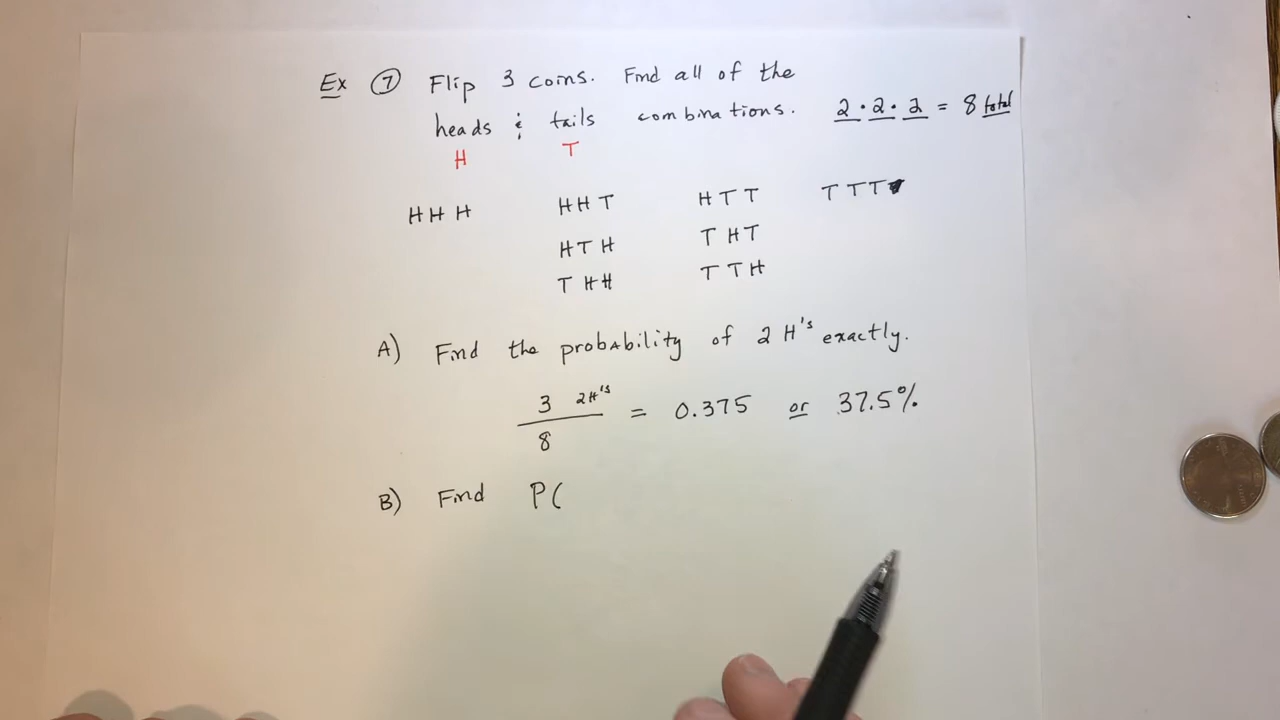 Ex ⑦ Flip 3 coins. Find all of the
heads & tails combinations. 2 · 2 · 2 = 8 total
H T
HHH HHT HTT TTT
HTH THT
THH TTH
A) Find the probability of 2 H's exactly.
3 2H's
8 = 0.375 or 37.5%
B) Find P(